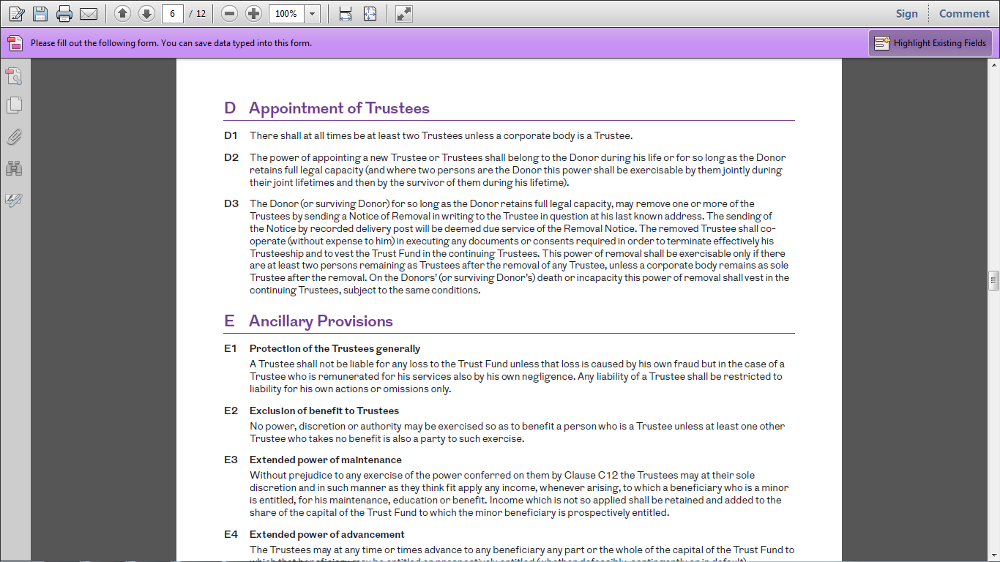 6 / 12
100%
Sign
Comment
Please fill out the following form. You can save data typed into this form.
Highlight Existing Fields
D Appointment of Trustees
D1 There shall at all times be at least two Trustees unless a corporate body is a Trustee.
D2 The power of appointing a new Trustee or Trustees shall belong to the Donor during his life or for so long as the Donor
retains full legal capacity (and where two persons are the Donor this power shall be exercisable by them jointly during
their joint lifetimes and then by the survivor of them during his lifetime).
D3 The Donor (or surviving Donor) for so long as the Donor retains full legal capacity, may remove one or more of the
Trustees by sending a Notice of Removal in writing to the Trustee in question at his last known address. The sending of
the Notice by recorded delivery post will be deemed due service of the Removal Notice. The removed Trustee shall co-
operate (without expense to him) in executing any documents or consents required in order to terminate effectively his
Trusteeship and to vest the Trust Fund in the continuing Trustees. This power of removal shall be exercisable only if there
are at least two persons remaining as Trustees after the removal of any Trustee, unless a corporate body remains as sole
Trustee after the removal. On the Donors' (or surviving Donor's) death or incapacity this power of removal shall vest in the
continuing Trustees, subject to the same conditions.
E Ancillary Provisions
E1 Protection of the Trustees generally
A Trustee shall not be liable for any loss to the Trust Fund unless that loss is caused by his own fraud but in the case of a
Trustee who is remunerated for his services also by his own negligence. Any liability of a Trustee shall be restricted to
liability for his own actions or omissions only.
E2 Exclusion of benefit to Trustees
No power, discretion or authority may be exercised so as to benefit a person who is a Trustee unless at least one other
Trustee who takes no benefit is also a party to such exercise.
E3 Extended power of maintenance
Without prejudice to any exercise of the power conferred on them by Clause C12 the Trustees may at their sole
discretion and in such manner as they think fit apply any income, whenever arising, to which a beneficiary who is a minor
is entitled, for his maintenance, education or benefit. Income which is not so applied shall be retained and added to the
share of the capital of the Trust Fund to which the minor beneficiary is prospectively entitled.
E4 Extended power of advancement
The Trustees may at any time or times advance to any beneficiary any part or the whole of the capital of the Trust Fund to